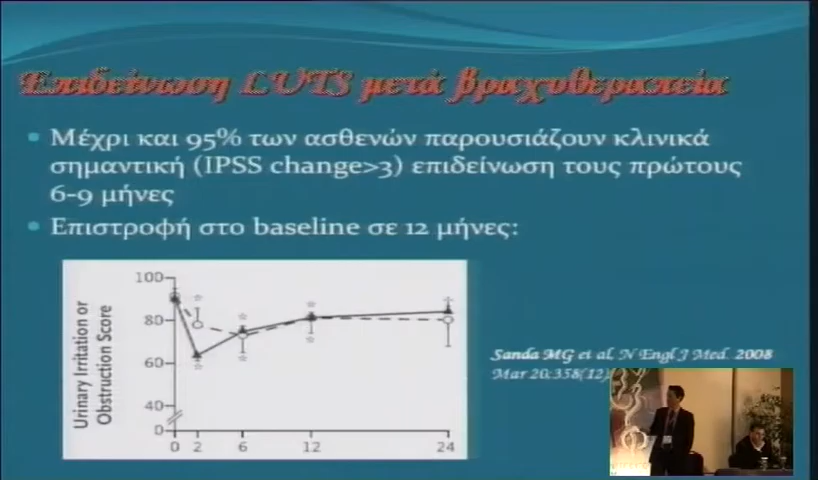 Επιδείνωση LUTS μετά βραχυθεραπεία
Μέχρι και 95% των ασθενών παρουσιάζουν κλινικά
σημαντική (IPSS change>3) επιδείνωση τους πρώτους
6-9 μήνες
Επιστροφή στο baseline σε 12 μήνες:
Urinary Irritation or
Obstruction Score
100
80
60
40
0
0 2 6 12 24
Sanda MG et al. N Engl J Med. 2008
Mar 20;358(12)